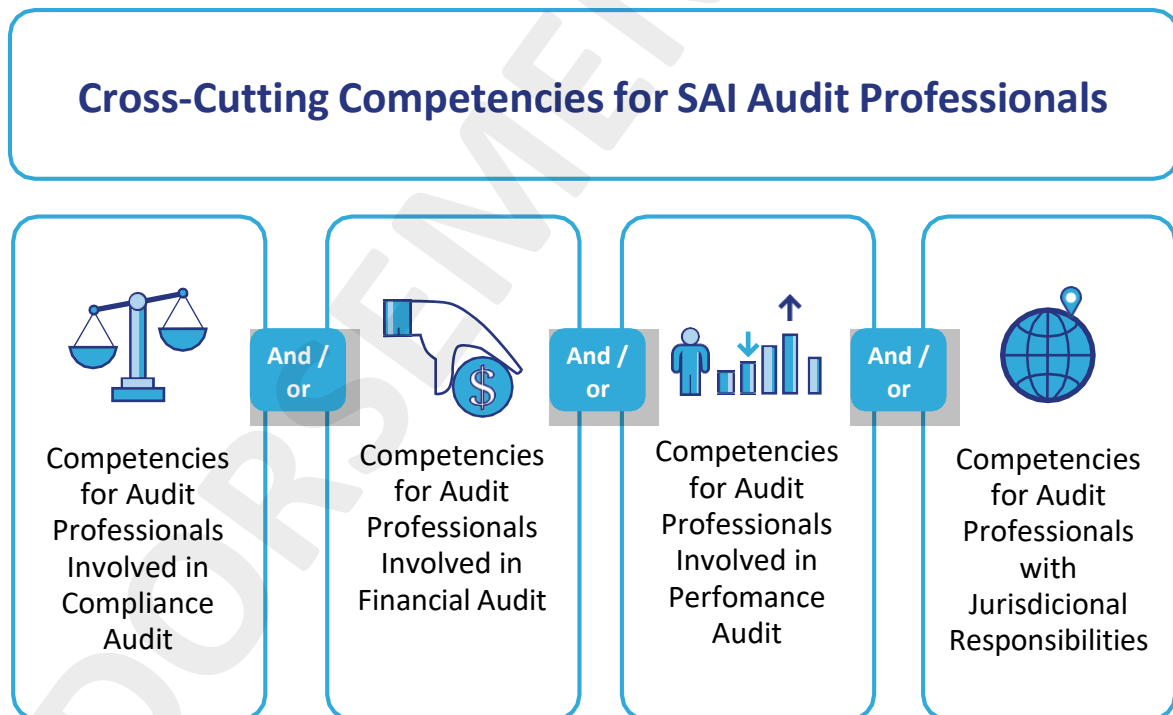 Cross-Cutting Competencies for SAI Audit Professionals
Competencies
for Audit
Professionals
Involved in
Compliance
Audit
And /
or
Competencies
for Audit
Professionals
Involved in
Financial Audit
$
And /
or
Competencies
for Audit
Professionals
Involved in
Perfomance
Audit
And /
or
Competencies
for Audit
Professionals
with
Jurisdicional
Responsibilities
DORSEMEN